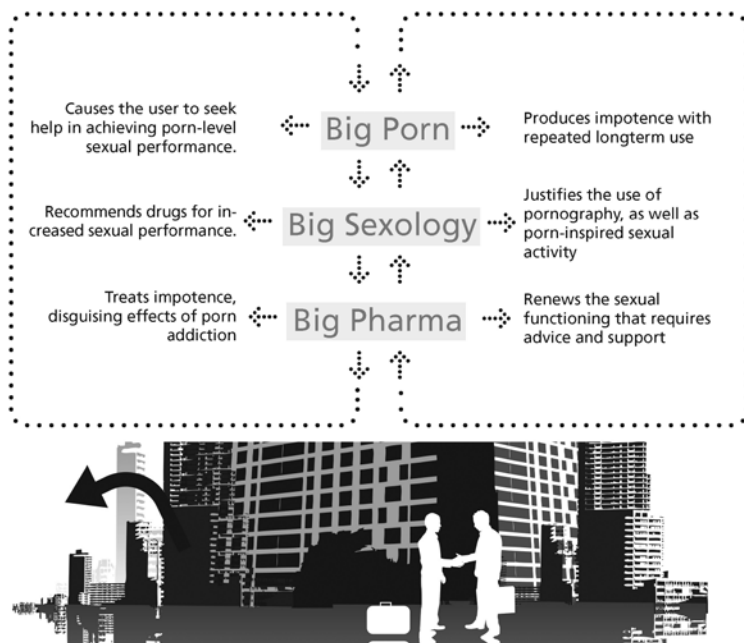 Causes the user to seek
help in achieving porn-level
sexual performance.
Big Porn
Produces impotence with
repeated longterm use
Recommends drugs for in-
creased sexual performance.
Big Sexology
Justifies the use of
pornography, as well as
porn-inspired sexual
activity
Treats impotence,
disguising effects of porn
addiction
Big Pharma
Renews the sexual
functioning that requires
advice and support